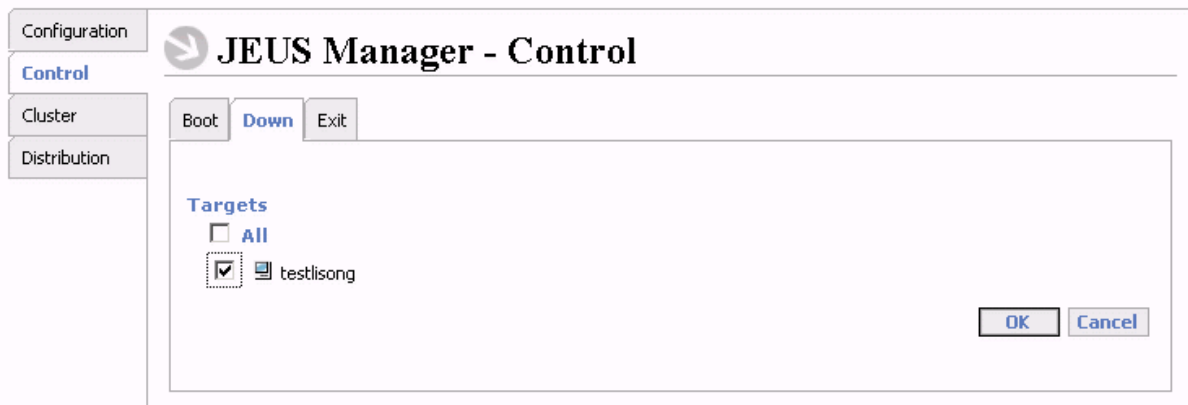 Configuration
Control
Cluster
Distribution
JEUS Manager - Control
Boot Down Exit
Targets
All
testlisong
OK Cancel